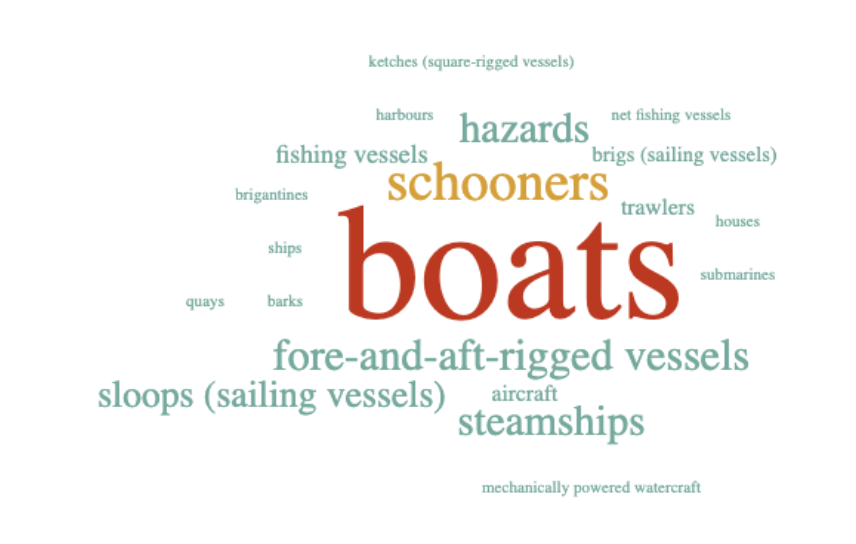 ketches (square-rigged vessels)
harbours
hazards
net fishing vessels
fishing vessels
brigs (sailing vessels)
schooners
brigantines
trawlers
houses
boats
ships
submarines
quays
barks
fore-and-aft-rigged vessels
sloops (sailing vessels)
aircraft
steamships
mechanically powered watercraft